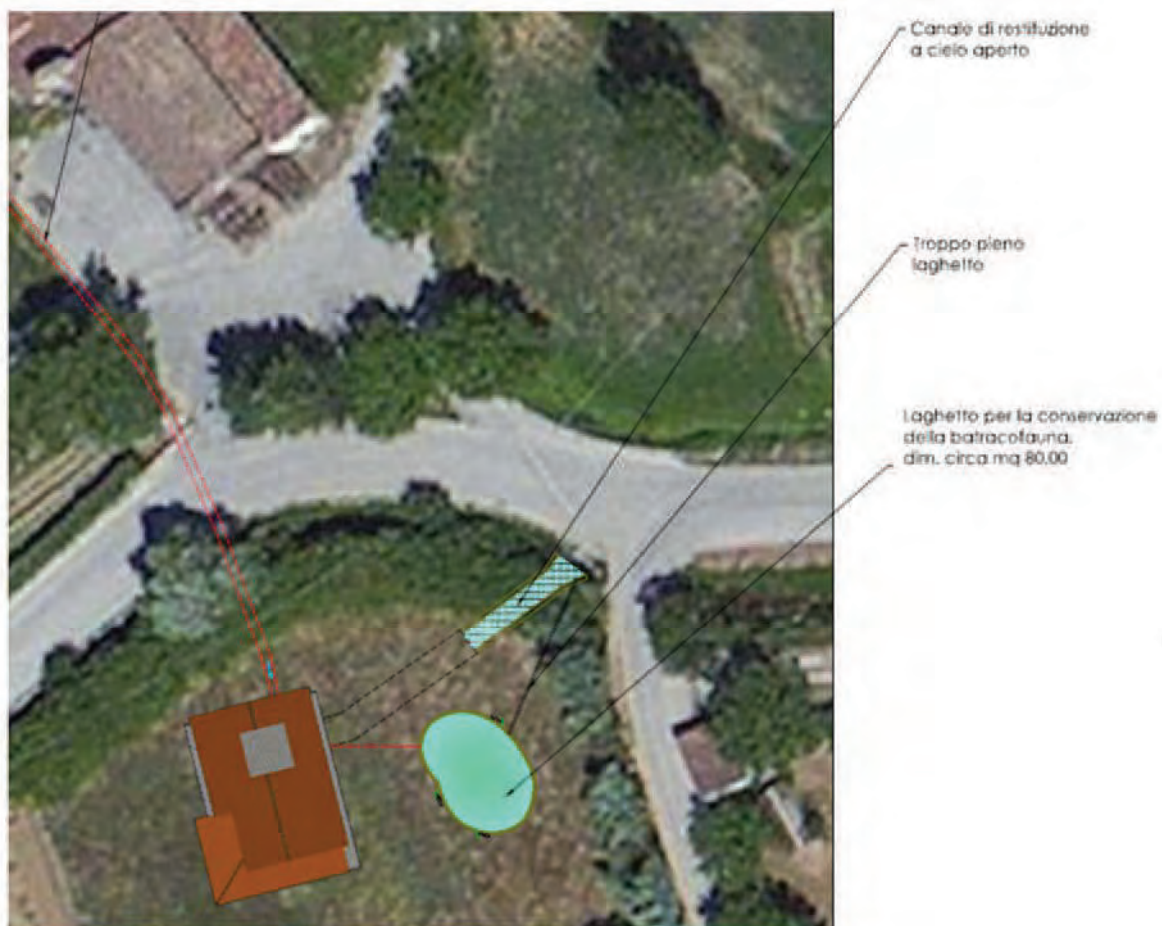 Canale di restituzione
a cielo aperto
Troppo pieno
laghetto
Laghetto per la conservazione
della batracofauna.
dim. circa mq 80,00